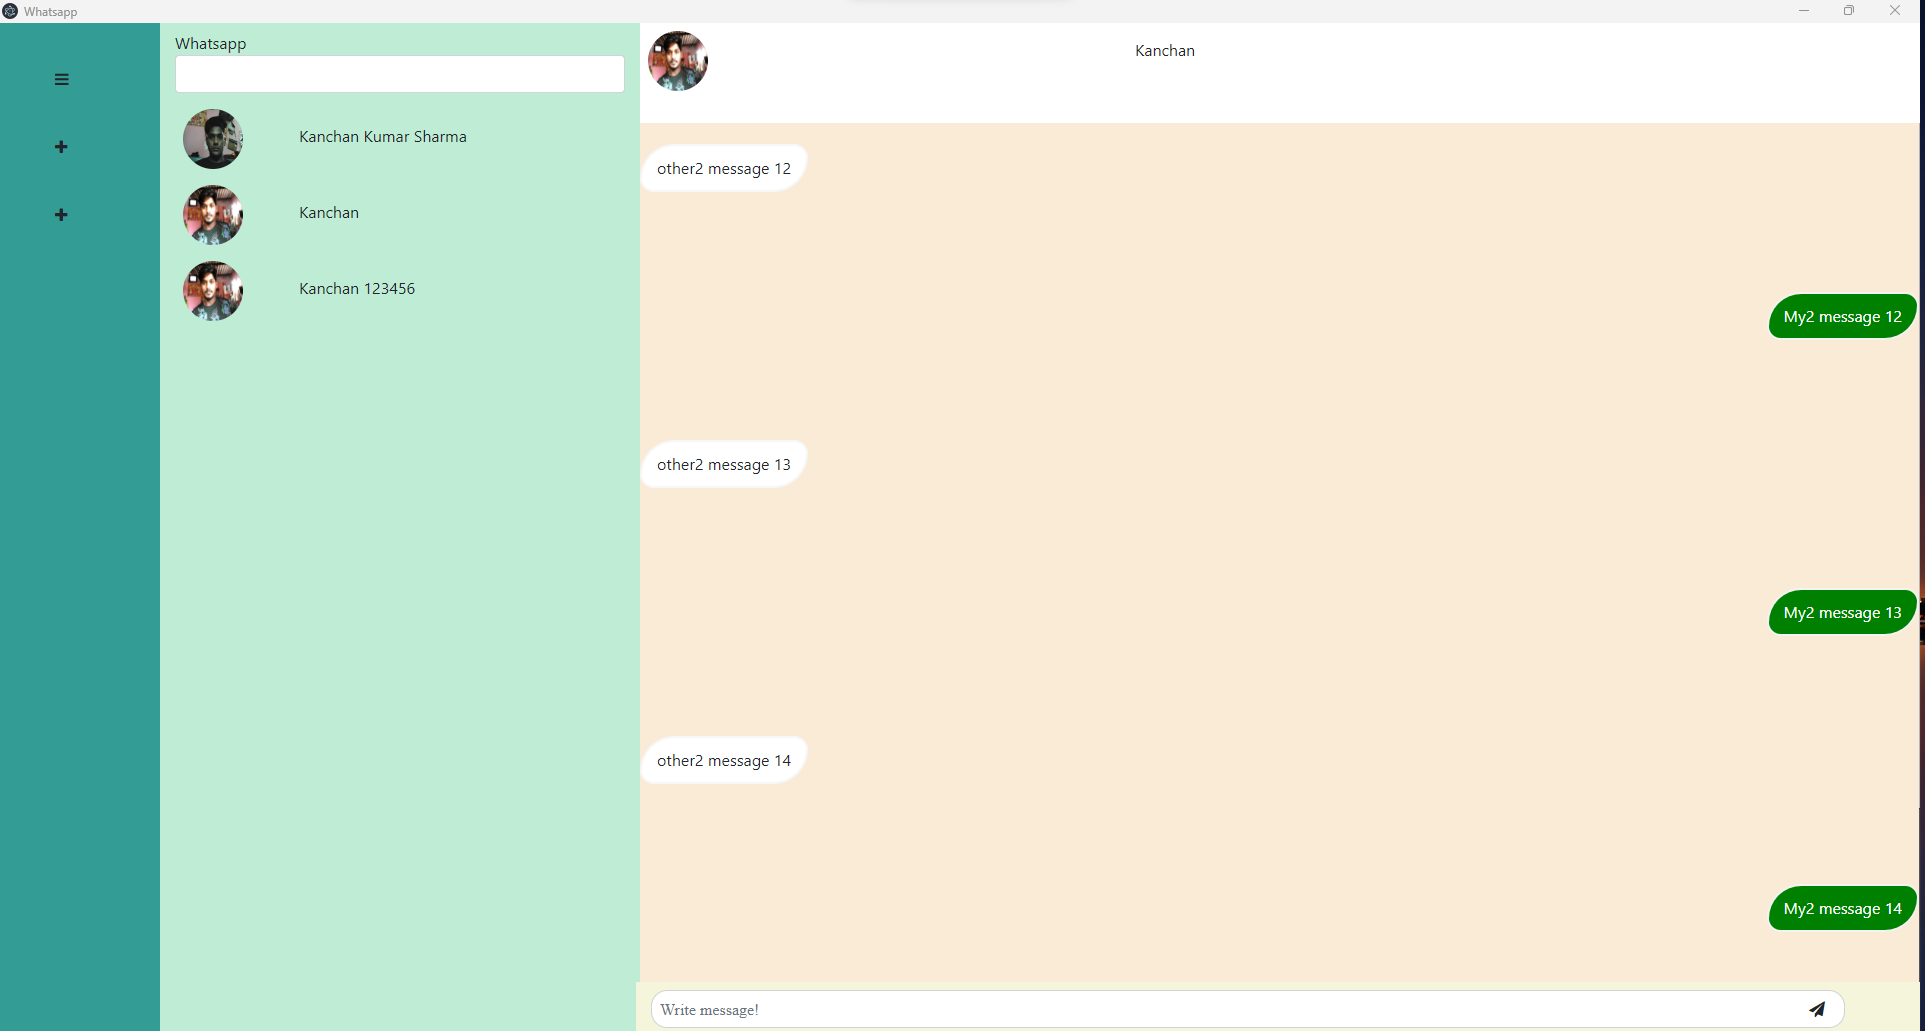 Whatsapp
Whatsapp
Kanchan Kumar Sharma
Kanchan
Kanchan 123456
Kanchan
other2 message 12
My2 message 12
other2 message 13
My2 message 13
other2 message 14
My2 message 14
Write message!